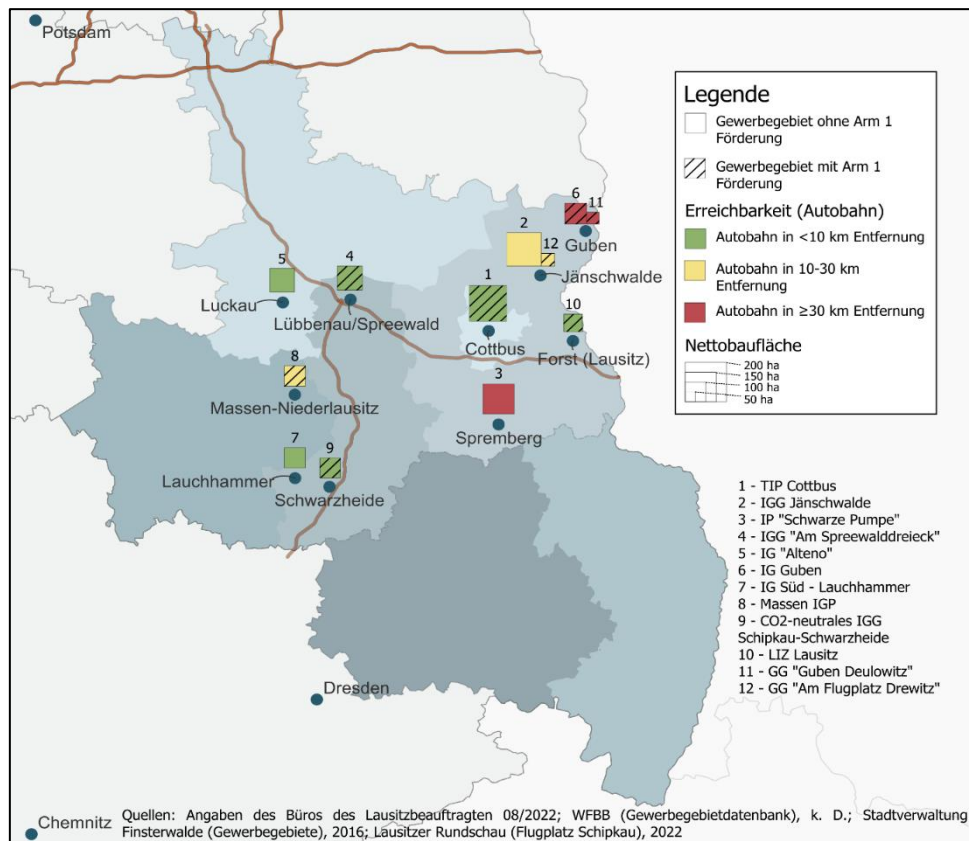 Potsdam
Legende
Gewerbegebiet ohne Arm 1
Förderung
Gewerbegebiet mit Arm 1
Förderung
Erreichbarkeit (Autobahn)
Autobahn in <10 km Entfernung
Autobahn in 10-30 km
Entfernung
Autobahn in ≥30 km Entfernung
Nettobaufläche
200 ha
150 ha
100 ha
50 ha
6
11
Guben
2
12
Jänschwalde
5
4
1
10
Luckau
Lübbenau/Spreewald
Cottbus
Forst (Lausitz)
8
3
Massen-Niederlausitz
Spremberg
7
9
Lauchhammer
Schwarzheide
1 - TIP Cottbus
2 - IGG Jänschwalde
3 - IP "Schwarze Pumpe"
4 - IGG "Am Spreewalddreieck"
5 - IG "Alteno"
6 - IG Guben
7 - IG Süd - Lauchhammer
8 - Massen IGP
9 - CO2-neutrales IGG
Schipkau-Schwarzheide
10 - LIZ Lausitz
11 - GG "Guben Deulowitz"
12 - GG "Am Flugplatz Drewitz"
Dresden
Chemnitz
Quellen: Angaben des Büros des Lausitzbeauftragten 08/2022; WFBB (Gewerbegebietdatenbank), k. D.; Stadtverwaltung
Finsterwalde (Gewerbegebiete), 2016; Lausitzer Rundschau (Flugplatz Schipkau), 2022